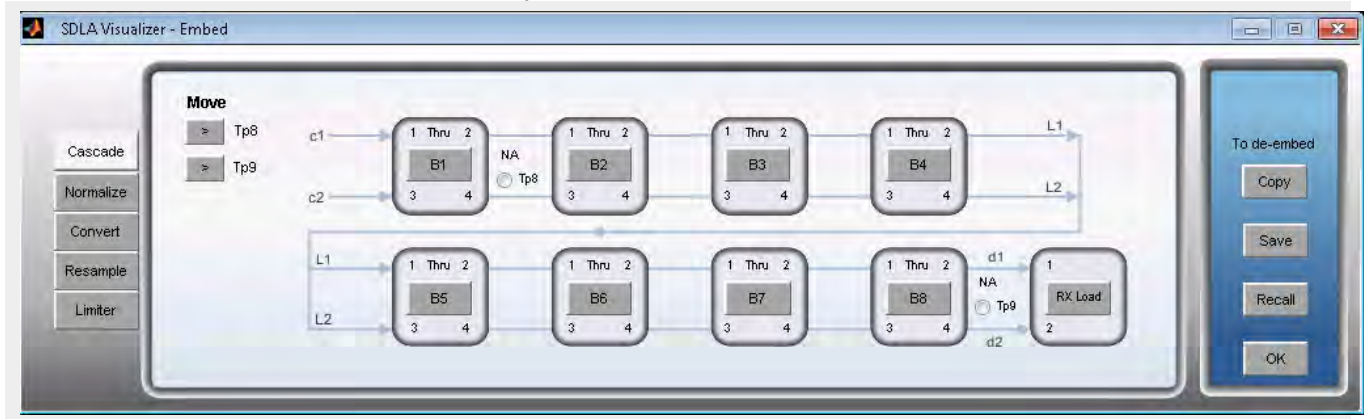 SDLA Visualizer - Embed
Cascade
Normalize
Convert
Resample
Limiter
Move
> Tp8
> Tp9
c1
c2
1 Thru 2
B1
3 4
NA
Tp8
1 Thru 2
B2
3 4
1 Thru 2
B3
3 4
1 Thru 2
B4
3 4
L1
L2
L1
L2
1 Thru 2
B5
3 4
1 Thru 2
B6
3 4
1 Thru 2
B7
3 4
1 Thru 2
B8
3 4
d1
NA
Tp9
d2
1
RX Load
2
To de-embed
Copy
Save
Recall
OK